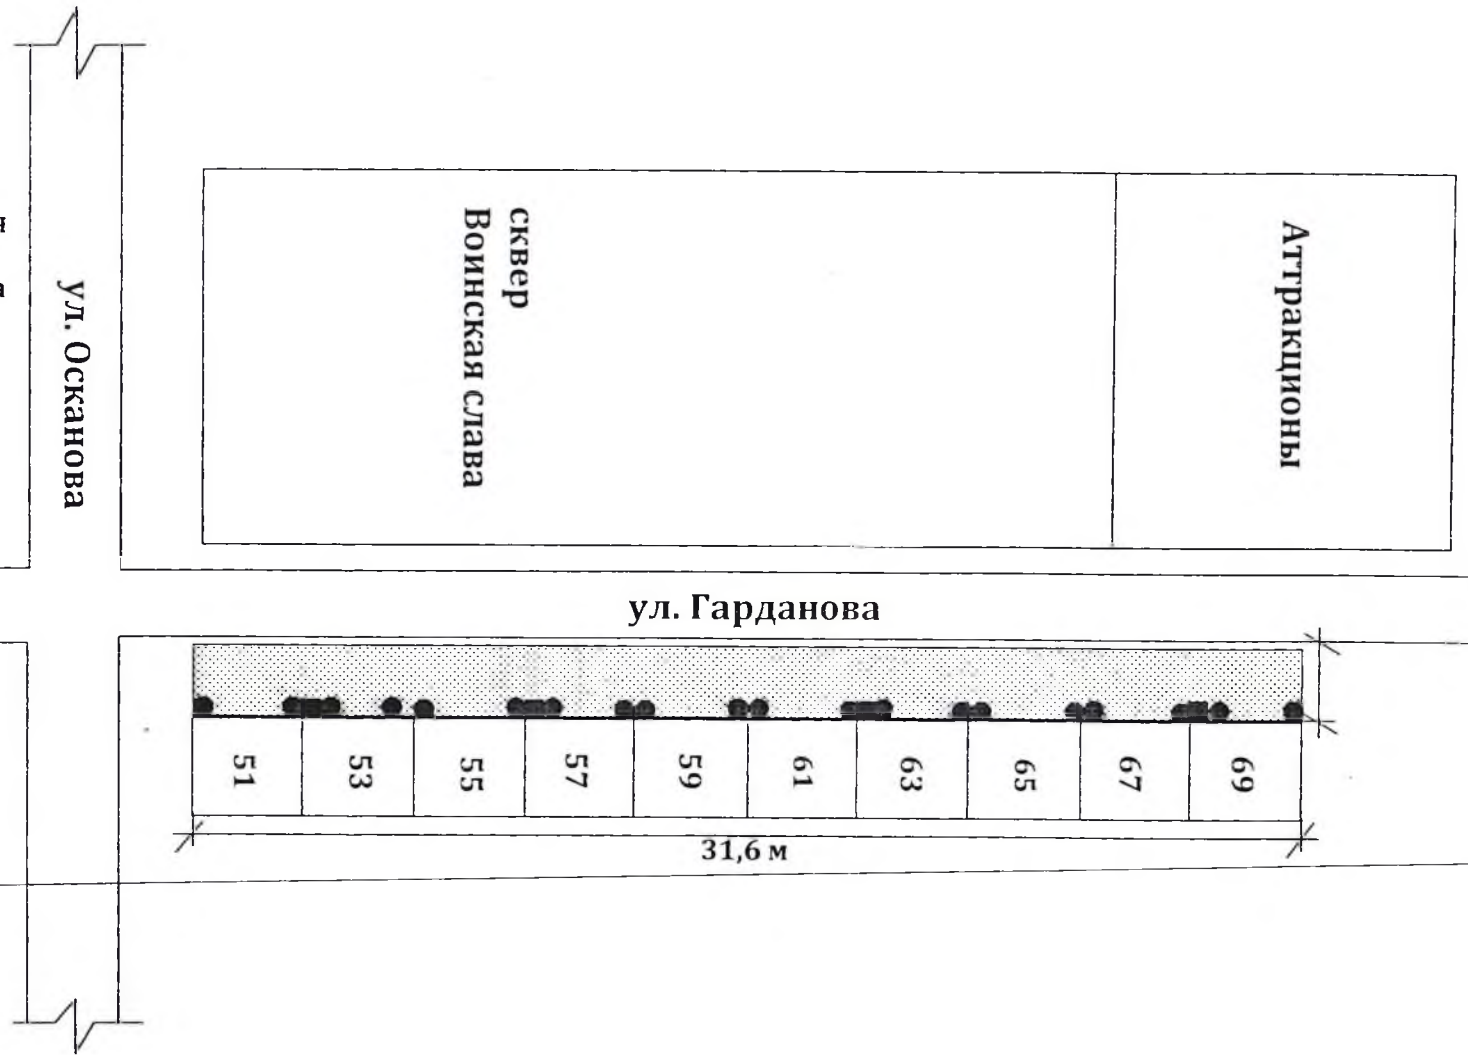 н
а
ул. Осканова
сквер
Воинская слава
Аттракционы
ул. Гарданова
51 53 55 57 59 61 63 65 67 69
31,6 м